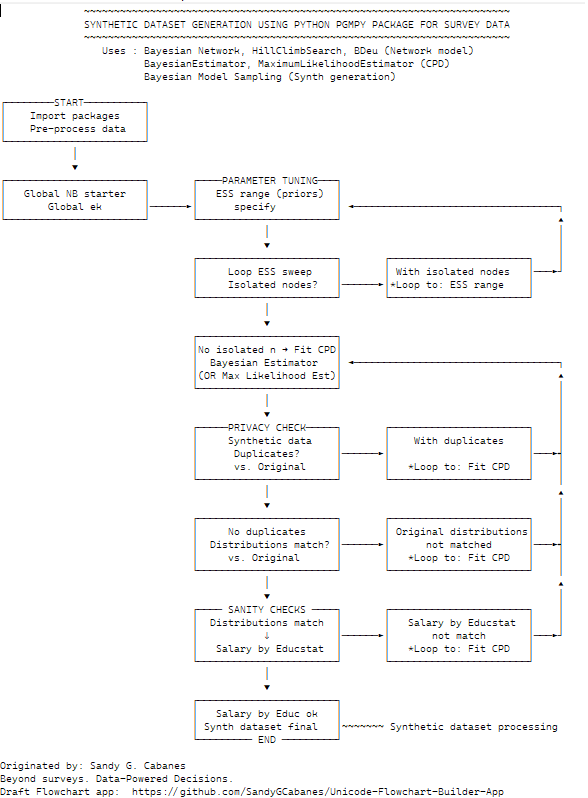 SYNTHETIC DATASET GENERATION USING PYTHON PGMPY PACKAGE FOR SURVEY DATA
Uses : Bayesian Network, HillClimbSearch, BDeu (Network model)
BayesianEstimator, MaximumLikelihoodEstimator (CPD)
Bayesian Model Sampling (Synth generation)
START
Import packages
Pre-process data
Global NB starter
Global ek
PARAMETER TUNING
ESS range (priors)
specify
Loop ESS sweep
Isolated nodes?
With isolated nodes
*Loop to: ESS range
No isolated n → Fit CPD
Bayesian Estimator
(OR Max Likelihood Est)
PRIVACY CHECK
Synthetic data
Duplicates?
vs. Original
With duplicates
*Loop to: Fit CPD
No duplicates
Distributions match?
vs. Original
Original distributions
not matched
*Loop to: Fit CPD
SANITY CHECKS
Distributions match
↓
Salary by Educstat
Salary by Educstat
not match
*Loop to: Fit CPD
Salary by Educ ok
Synth dataset final
END
~~~~~~~ Synthetic dataset processing
Originated by: Sandy G. Cabanes
Beyond surveys. Data-Powered Decisions.
Draft Flowchart app: https://github.com/SandyGCabanes/Unicode-Flowchart-Builder-App